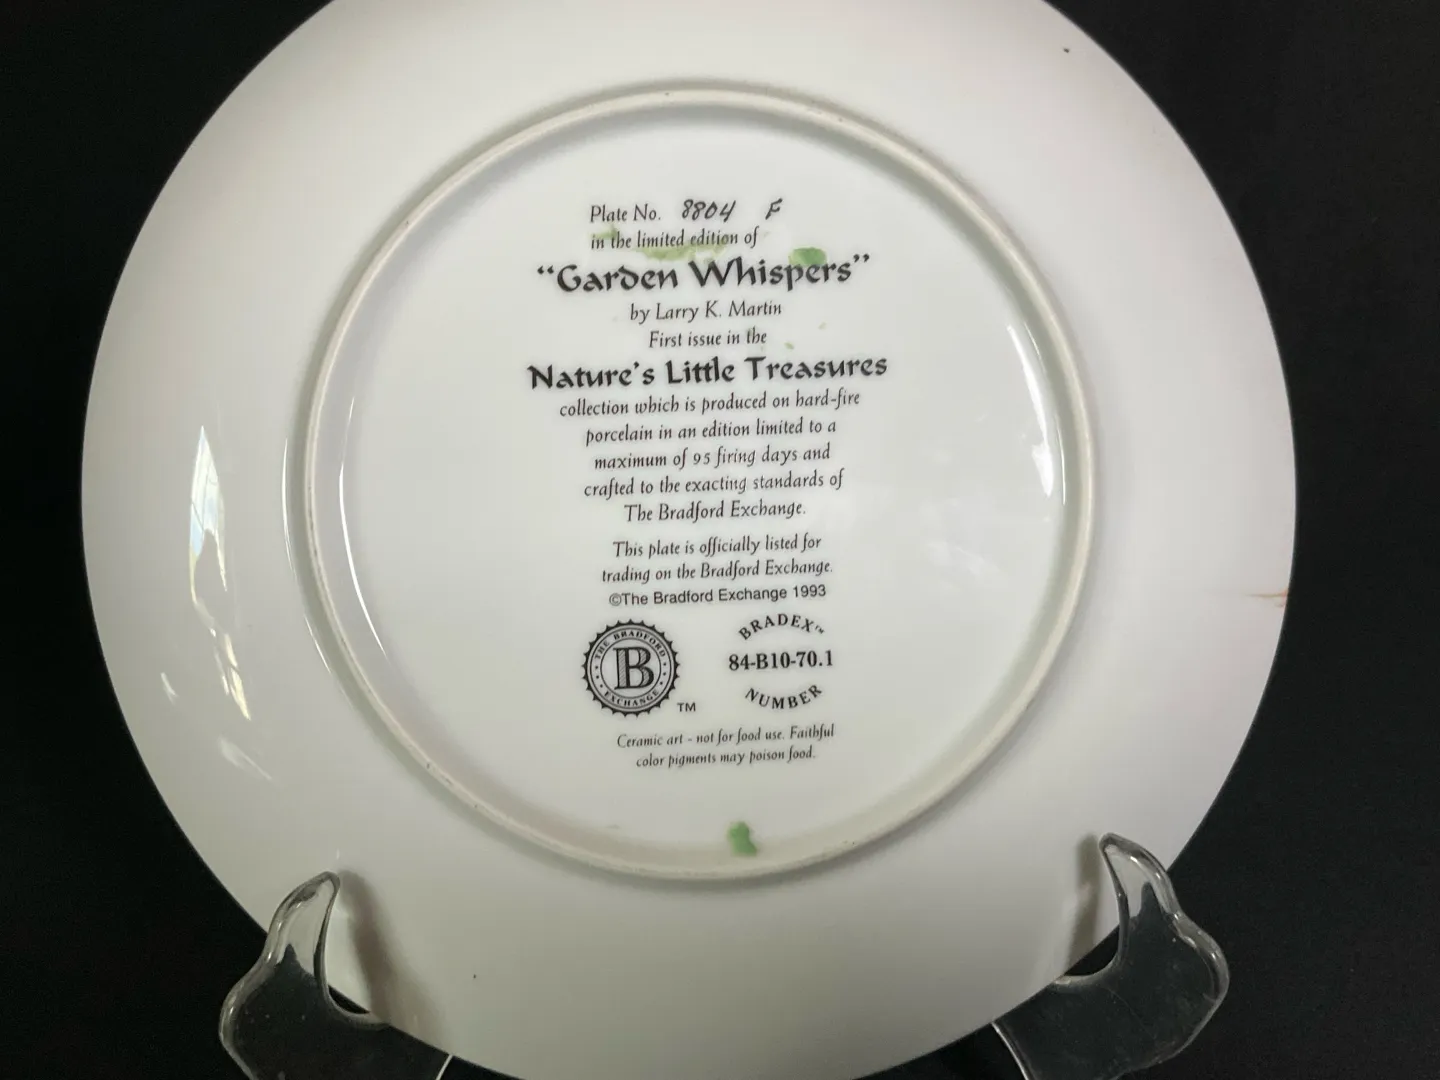 Plate No. 8804 F
in the limited edition of
“Garden Whispers”
by Larry K. Martin
First issue in the
Nature's Little Treasures
collection which is produced on hard-fire
porcelain in an edition limited to a
maximum of 95 firing days and
crafted to the exacting standards of
The Bradford Exchange.
This plate is officially listed for
trading on the Bradford Exchange.
©The Bradford Exchange 1993
THE BRADFORD
B
EXCHANGE
TM
BRADEX™
84-B10-70.1
NUMBER
Ceramic art - not for food use. Faithful
color pigments may poison food.